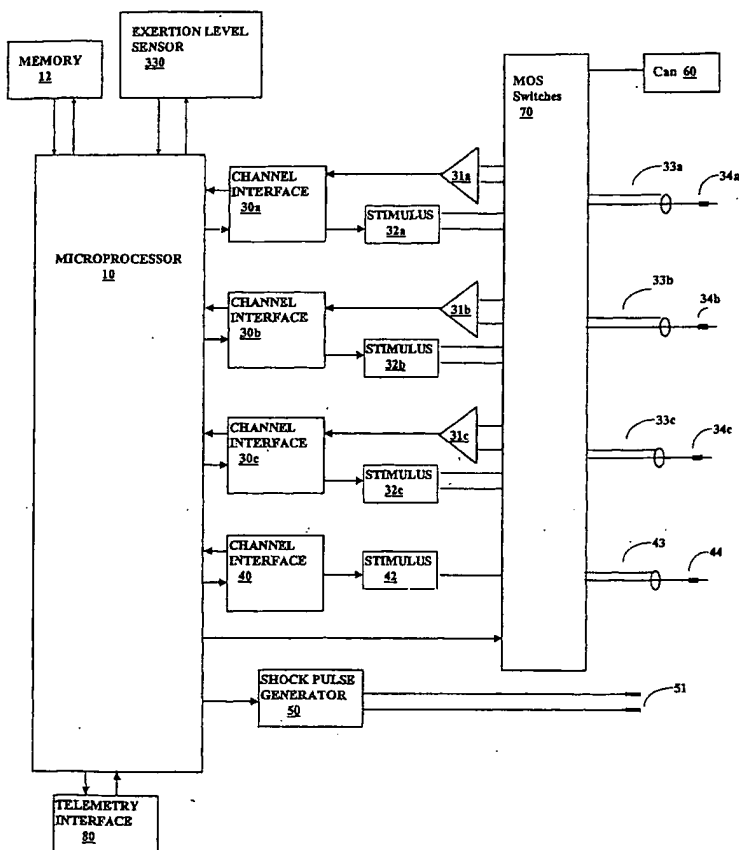 EXERTION LEVEL
SENSOR
330
MEMORY
12
MOS
Switches
70
Can 60
CHANNEL
INTERFACE
30a
31a
STIMULUS
32a
33a
34a
MICROPROCESSOR
10
CHANNEL
INTERFACE
30b
31b
STIMULUS
32b
33b
34b
CHANNEL
INTERFACE
30c
31c
STIMULUS
32c
33c
34c
CHANNEL
INTERFACE
40
STIMULUS
42
43
44
SHOCK PULSE
GENERATOR
50
51
TELEMETRY
INTERFACE
80